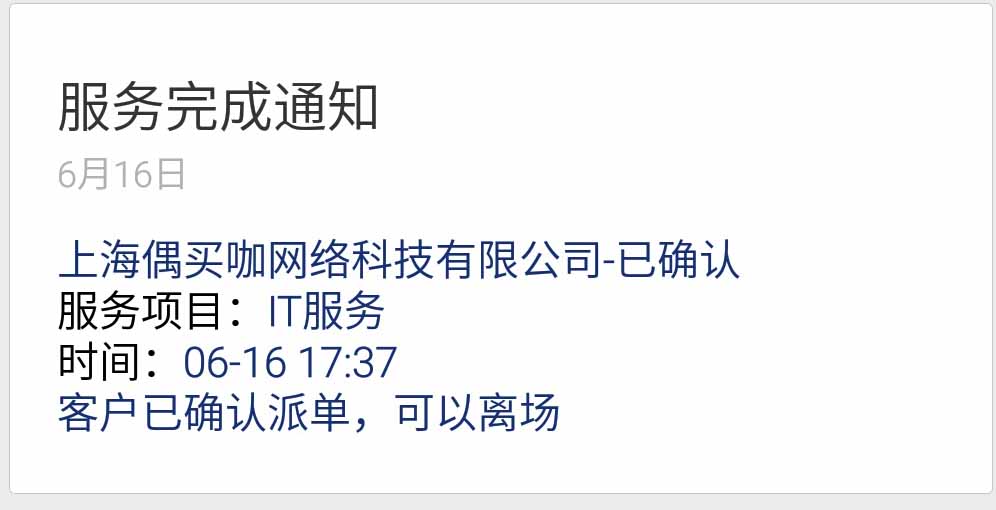 服务完成通知
6月16日
上海偶买咖网络科技有限公司-已确认
服务项目：IT服务
时间：06-16 17:37
客户已确认派单，可以离场